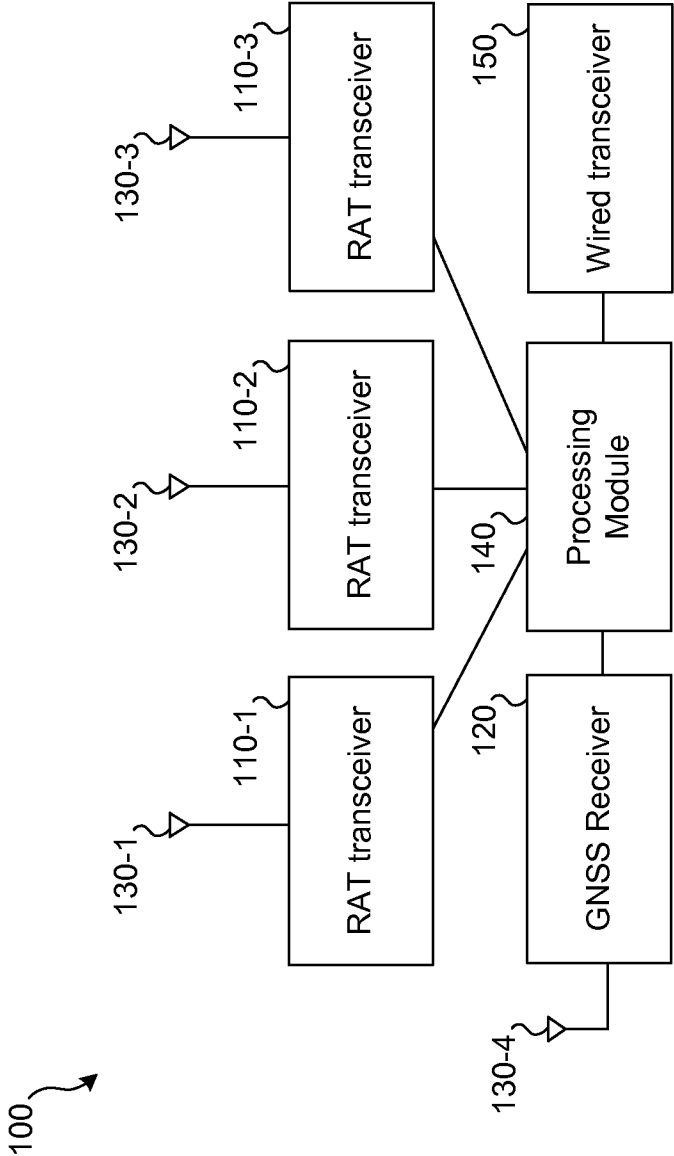 100
130-1
130-2
130-3
110-1
110-2
110-3
RAT transceiver
RAT transceiver
RAT transceiver
130-4
120
140
150
GNSS Receiver
Processing
Module
Wired transceiver